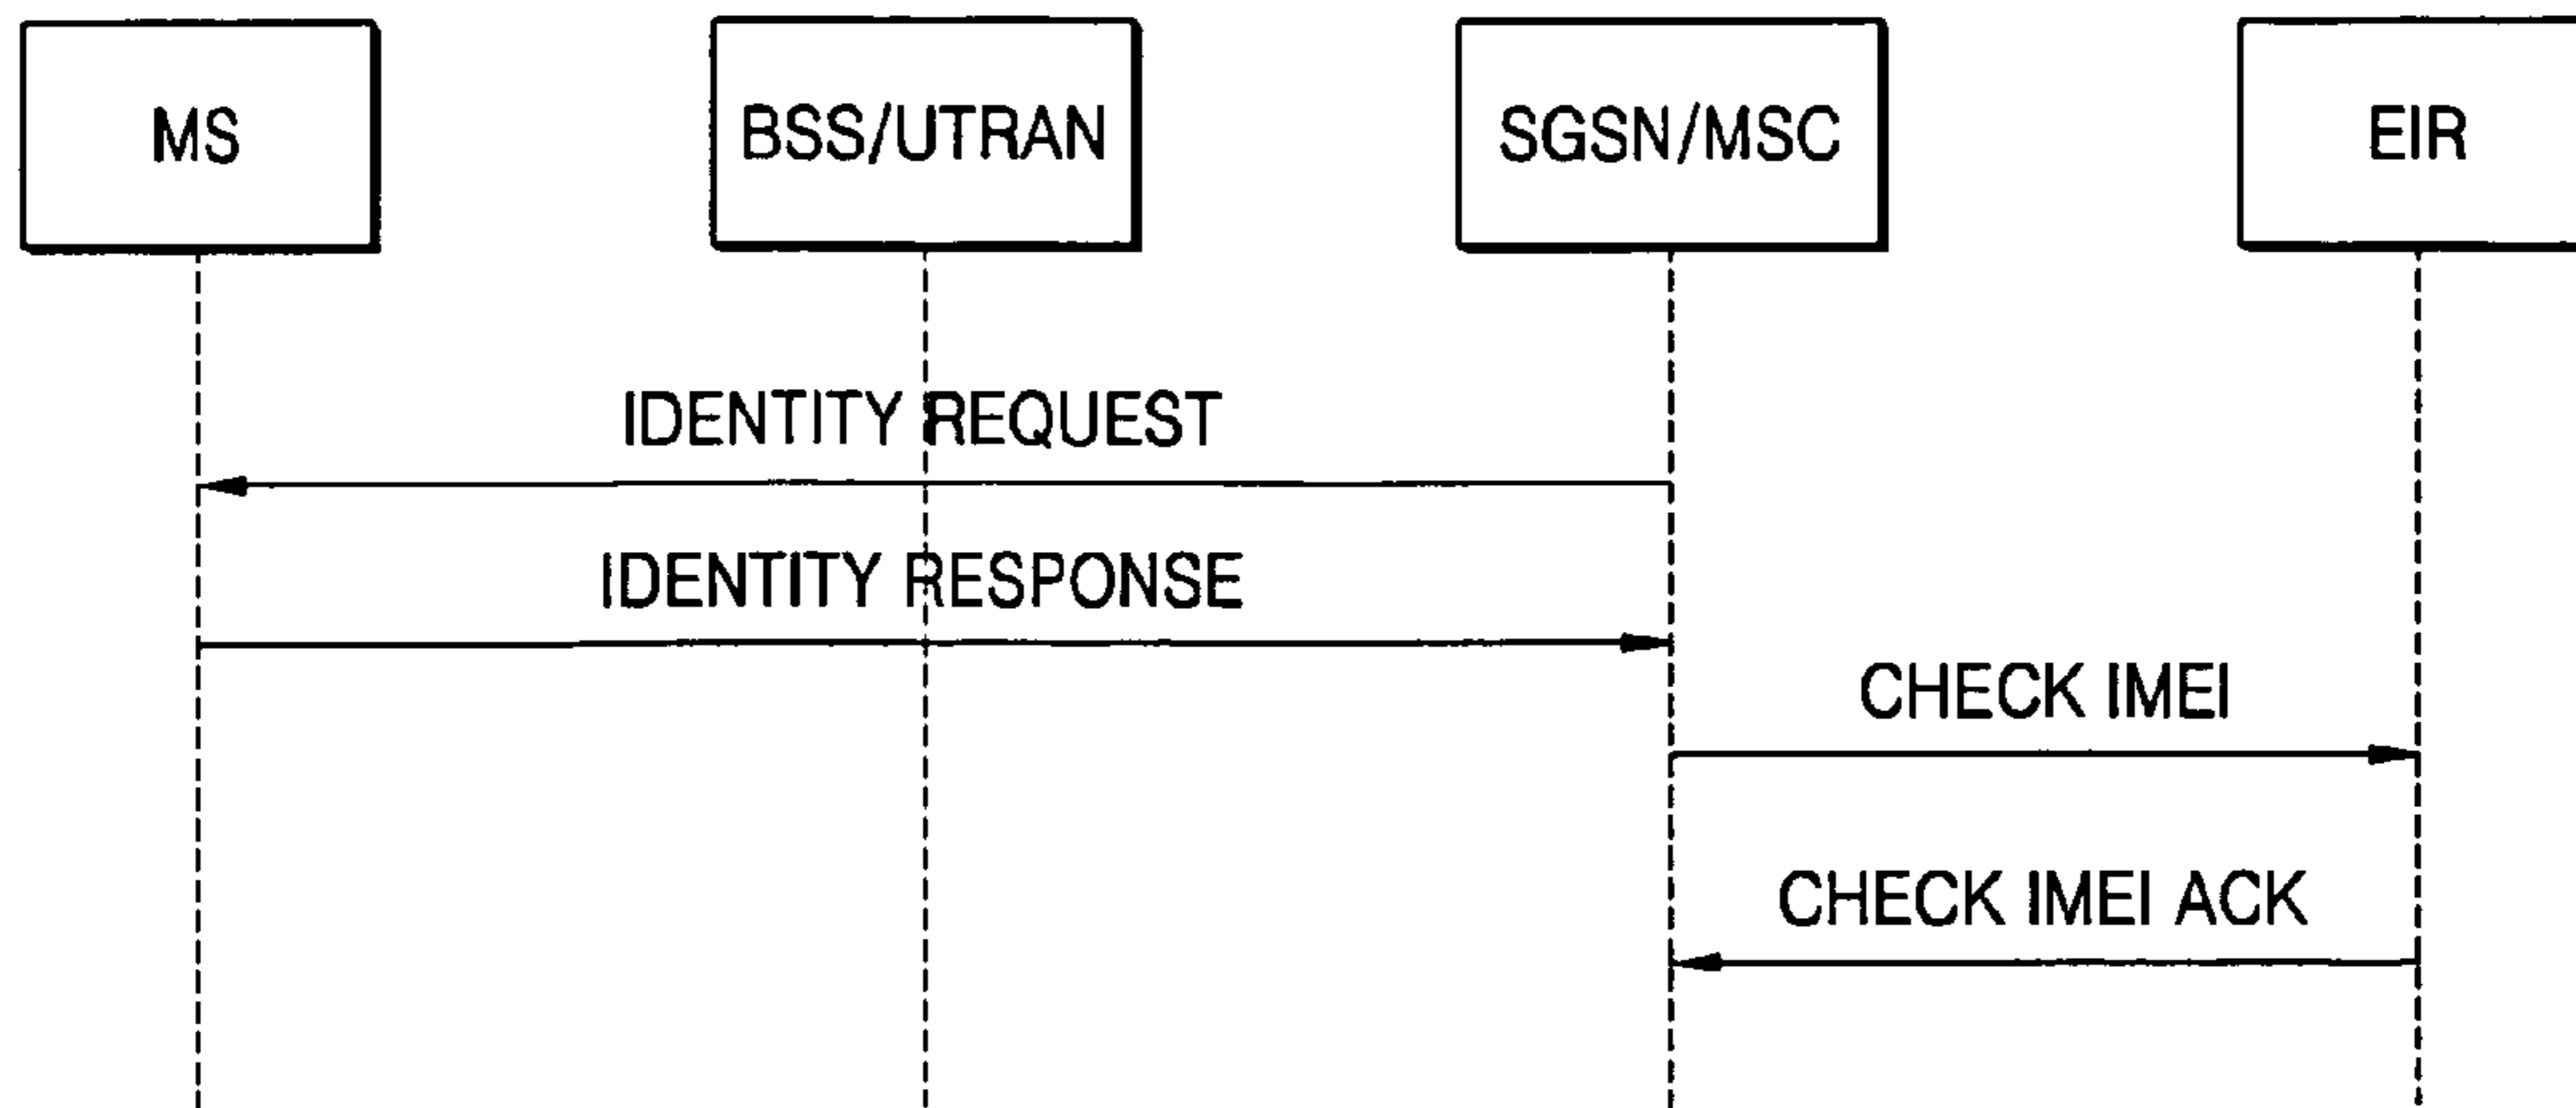 MS
BSS/UTRAN
SGSN/MSC
EIR
IDENTITY REQUEST
IDENTITY RESPONSE
CHECK IMEI
CHECK IMEI ACK